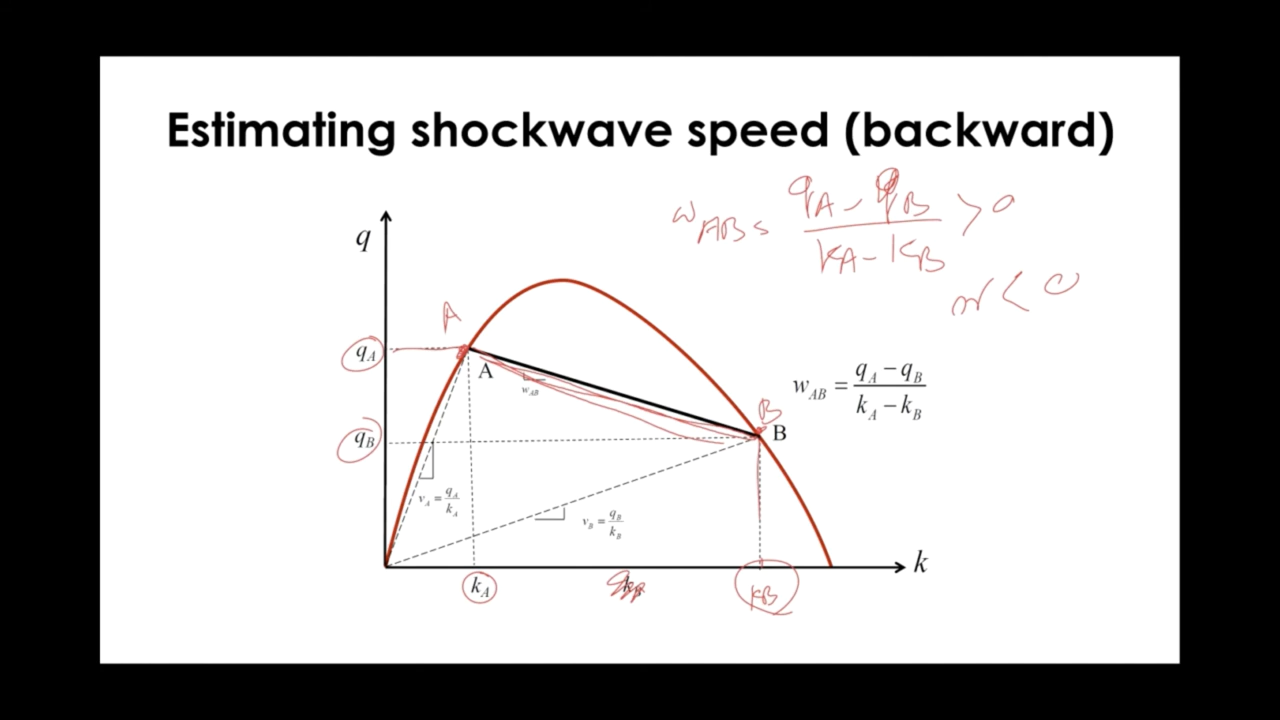 Estimating shockwave speed (backward)
w_AB = (q_A - q_B) / (k_A - k_B) > 0
or < 0
q
A
q_A
A
w_AB
w_AB = (q_A - q_B) / (k_A - k_B)
B
q_B
B
v_A = q_A / k_A
v_B = q_B / k_B
k
k_A
kB